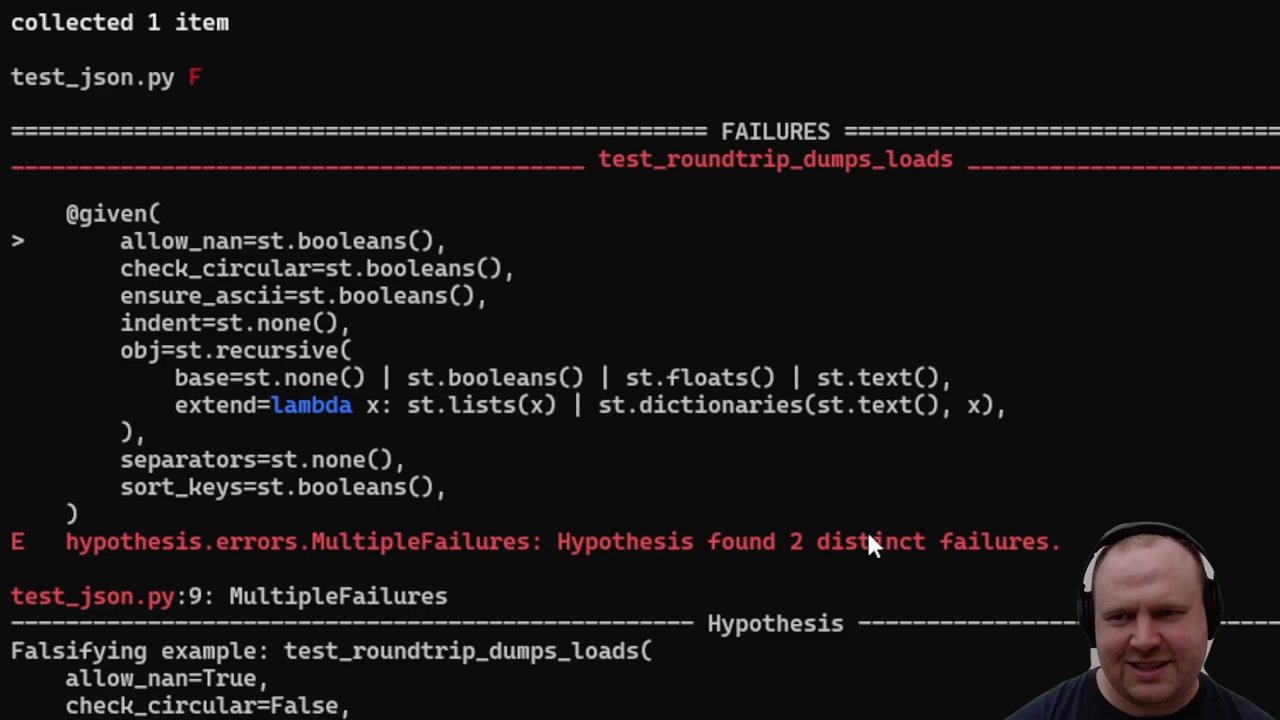 collected 1 item
test_json.py F
=================================================== FAILURES ================================
__________________________________________ test_roundtrip_dumps_loads _______________________
    @given(
>       allow_nan=st.booleans(),
        check_circular=st.booleans(),
        ensure_ascii=st.booleans(),
        indent=st.none(),
        obj=st.recursive(
            base=st.none() | st.booleans() | st.floats() | st.text(),
            extend=lambda x: st.lists(x) | st.dictionaries(st.text(), x),
        ),
        separators=st.none(),
        sort_keys=st.booleans(),
    )
E   hypothesis.errors.MultipleFailures: Hypothesis found 2 distinct failures.
test_json.py:9: MultipleFailures
-------------------------------------------------- Hypothesis --------------------------------
Falsifying example: test_roundtrip_dumps_loads(
    allow_nan=True,
    check_circular=False,